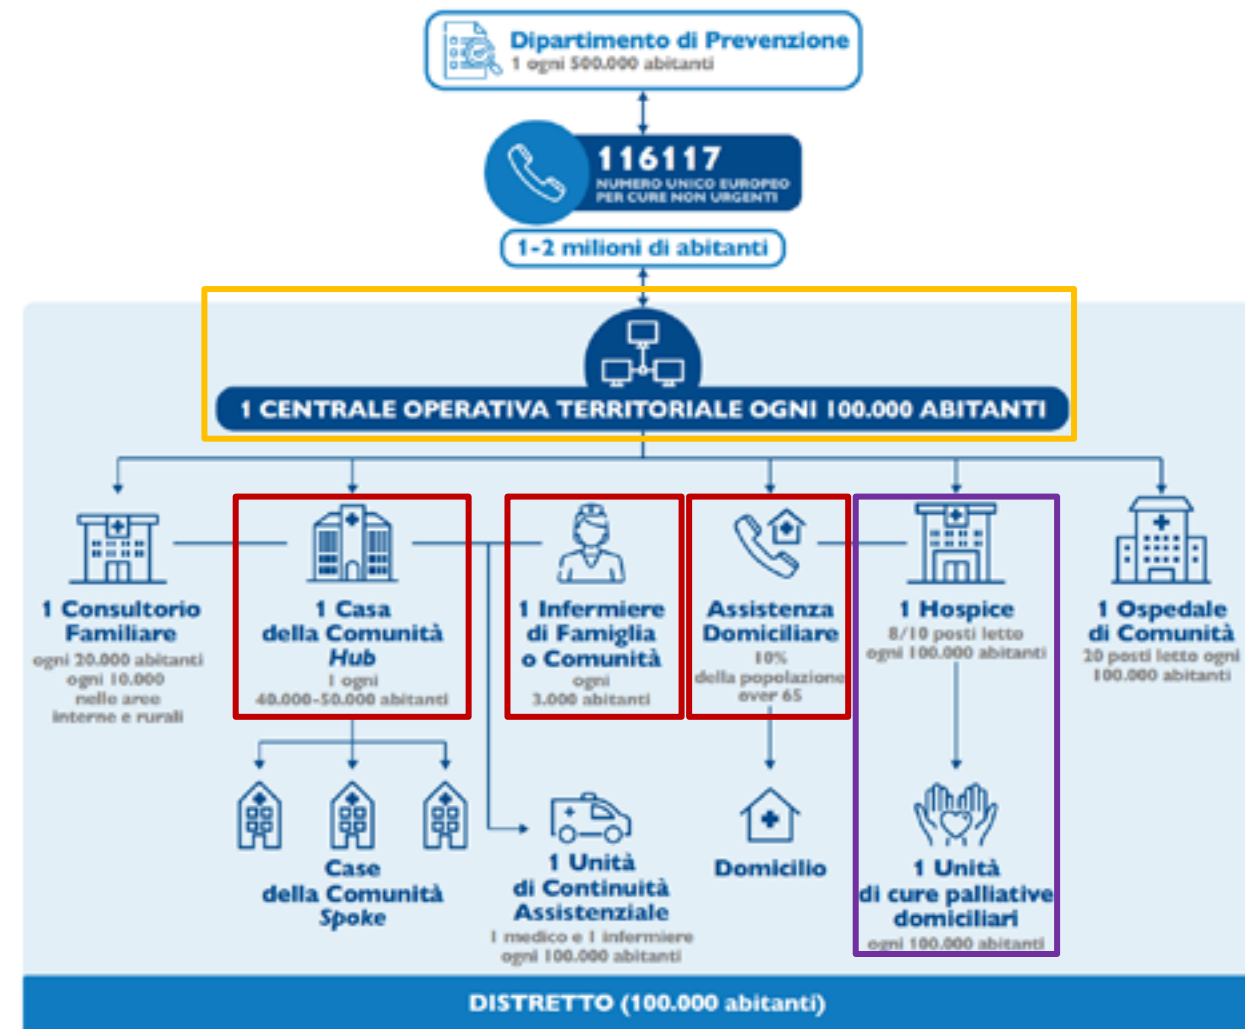 Dipartimento di Prevenzione
1 ogni 500.000 abitanti
116117
NUMERO UNICO EUROPEO
PER CURE NON URGENTI
1-2 milioni di abitanti
1 CENTRALE OPERATIVA TERRITORIALE OGNI 100.000 ABITANTI
1 Consultorio
Familiare
ogni 20.000 abitanti
ogni 10.000
nelle aree
interne e rurali
1 Casa
della Comunità
Hub
1 ogni
40.000-50.000 abitanti
1 Infermiere
di Famiglia
o Comunità
ogni
3.000 abitanti
Assistenza
Domiciliare
10%
della popolazione
over 65
1 Hospice
8/10 posti letto
ogni 100.000 abitanti
1 Ospedale
di Comunità
20 posti letto ogni
100.000 abitanti
Case
della Comunità
Spoke
1 Unità
di Continuità
Assistenziale
1 medico e 1 infermiere
ogni 100.000 abitanti
Domicilio
1 Unità
di cure palliative
domiciliari
ogni 100.000 abitanti
DISTRETTO (100.000 abitanti)